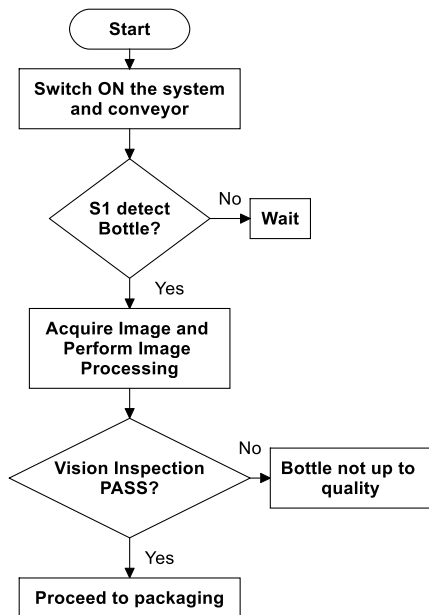 Start
Switch ON the system
and conveyor
S1 detect
Bottle?
No
Wait
Yes
Acquire Image and
Perform Image
Processing
Vision Inspection
PASS?
No
Bottle not up to
quality
Yes
Proceed to packaging